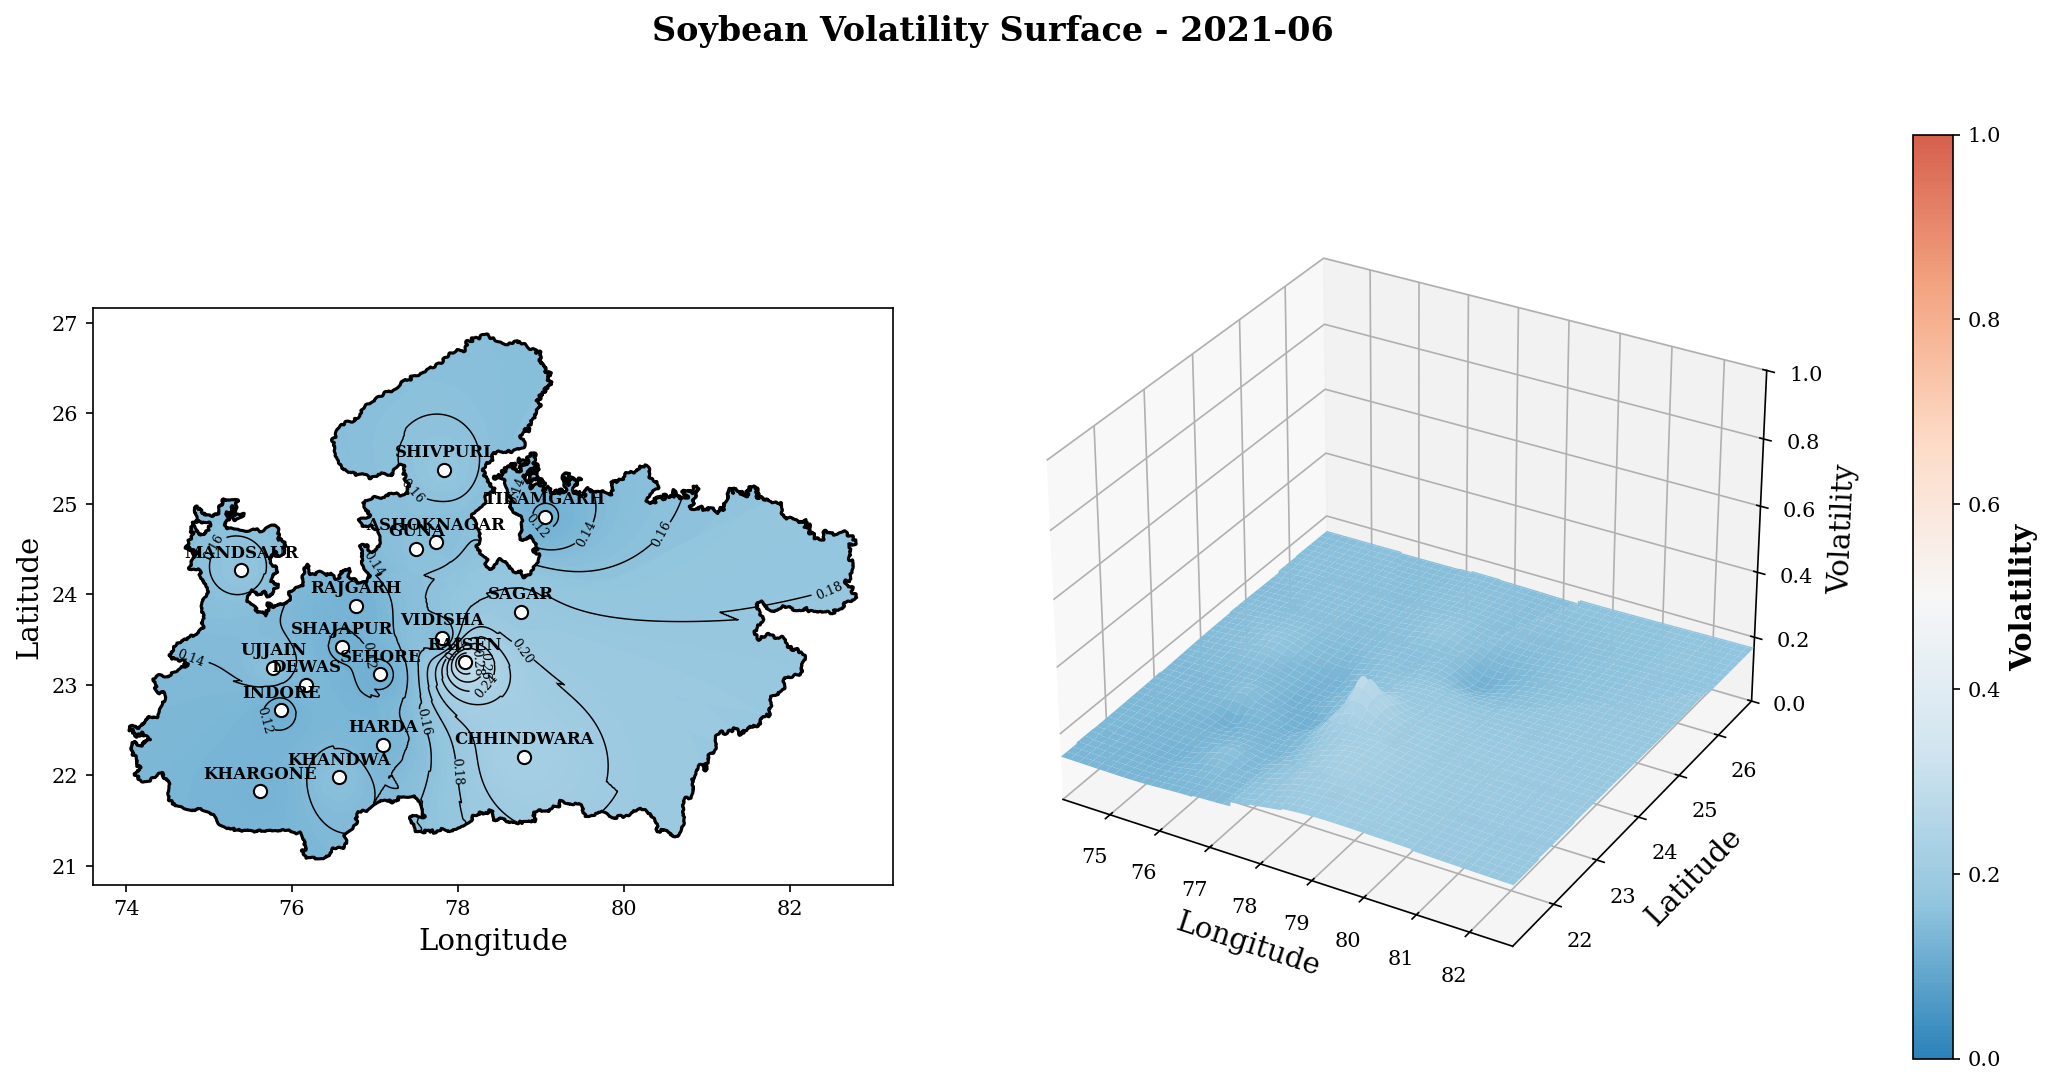 Soybean Volatility Surface - 2021-06
27
26
25
24
23
22
21
Latitude
74
76
78
80
82
Longitude
SHIVPURI
TIKAMGARH
ASHOKNAGAR
GUNA
MANDSAUR
RAJGARH
SAGAR
VIDISHA
SHAJAPUR
RAISEN
UJJAIN
SEHORE
DEWAS
INDORE
HARDA
CHHINDWARA
KHANDWA
KHARGONE
0.16
0.14
0.12
0.14
0.16
0.14
0.18
0.14
0.20
0.28
0.24
0.12
0.16
0.18
1.0
0.8
0.6
0.4
0.2
0.0
Volatility
75
76
77
78
79
80
81
82
Longitude
22
23
24
25
26
Latitude
1.0
0.8
0.6
0.4
0.2
0.0
Volatility